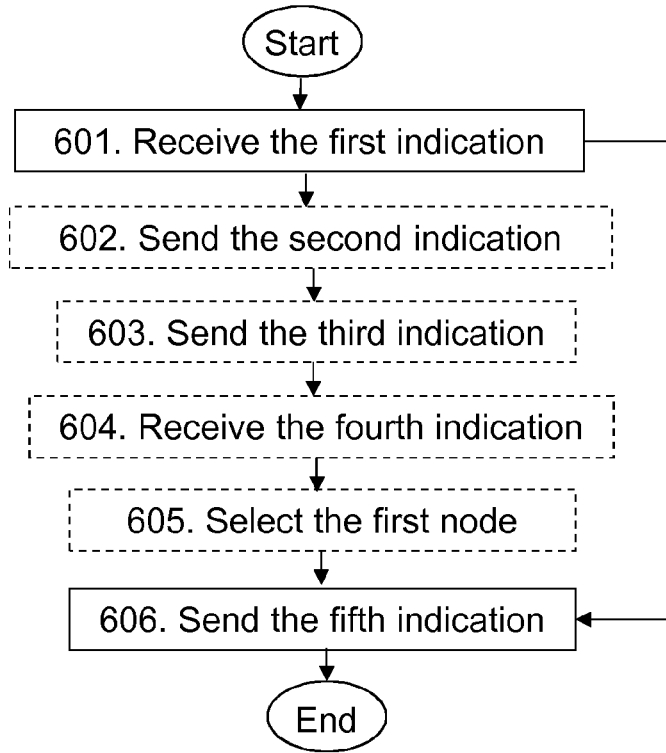 Start
601. Receive the first indication
602. Send the second indication
603. Send the third indication
604. Receive the fourth indication
605. Select the first node
606. Send the fifth indication
End